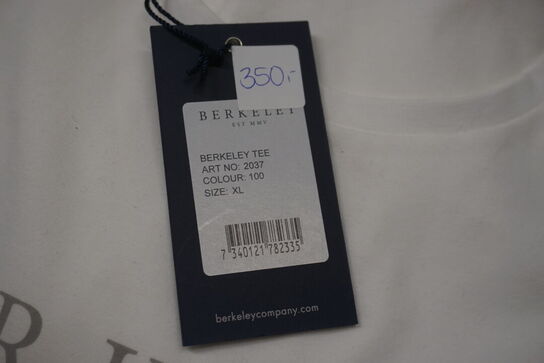 350,-
BERKELEY
EST MMV
BERKELEY TEE
ART NO: 2037
COLOUR: 100
SIZE: XL
7 340121 782335
berkeleycompany.com
R